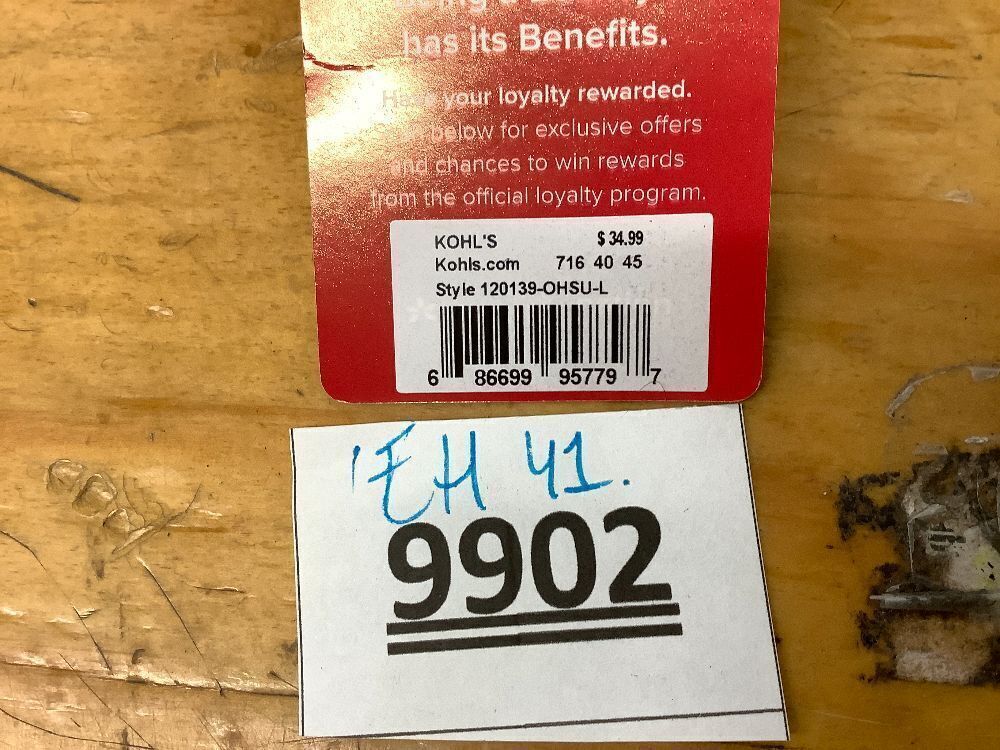 has its Benefits.
your loyalty rewarded.
below for exclusive offers
and chances to win rewards
from the official loyalty program.
KOHL'S $ 34.99
Kohls.com 716 40 45
Style 120139-OHSU-L
6 86699 95779 7
EH 41.
9902